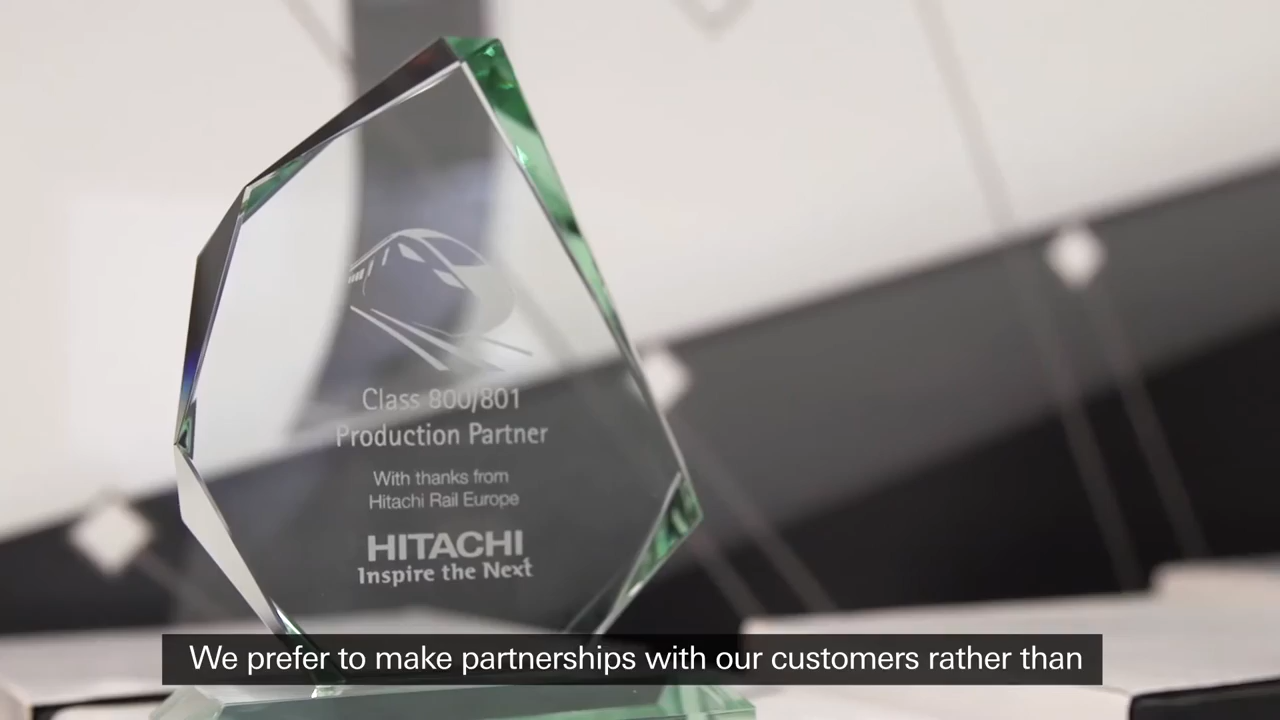 Class 800/801
Production Partner
With thanks from
Hitachi Rail Europe
HITACHI
Inspire the Next
We prefer to make partnerships with our customers rather than